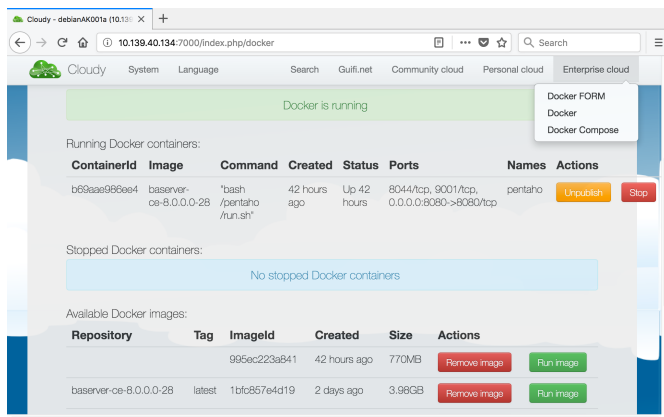 Cloudy - debianAK001a (10.139
10.139.40.134:7000/index.php/docker
Search
Cloudy System Language Search Guifi.net Community cloud Personal cloud Enterprise cloud
Docker FORM
Docker
Docker Compose
Docker is running
Running Docker containers:
ContainerId Image Command Created Status Ports Names Actions
b69aae986ee4 baserver- "bash 42 hours Up 42 8044/tcp, 9001/tcp, pentaho Unpublish Stop
ce-8.0.0.0-28 /pentaho ago hours 0.0.0.0:8080->8080/tcp
/run.sh"
Stopped Docker containers:
No stopped Docker containers
Available Docker images:
Repository Tag ImageId Created Size Actions
995ec223a841 42 hours ago 770MB Remove image Run image
baserver-ce-8.0.0.0-28 latest 1bfc857e4d19 2 days ago 3.98GB Remove image Run image